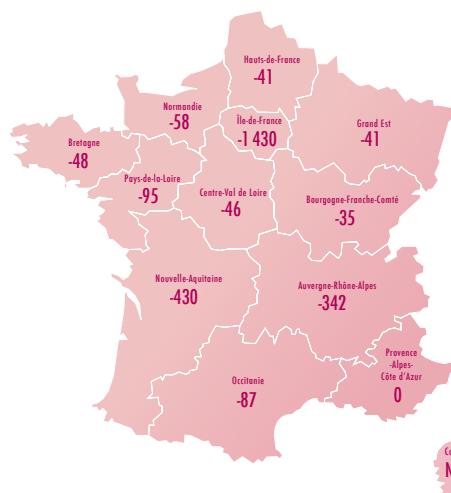 Hauts-de-France
-41
Normandie
-58
Île-de-France
-1 430
Grand Est
-41
Bretagne
-48
Pays-de-la-Loire
-95
Centre-Val de Loire
-46
Bourgogne-Franche-Comté
-35
Nouvelle-Aquitaine
-430
Auvergne-Rhône-Alpes
-342
Provence
-Alpes-
Côte d'Azur
0
Occitanie
-87